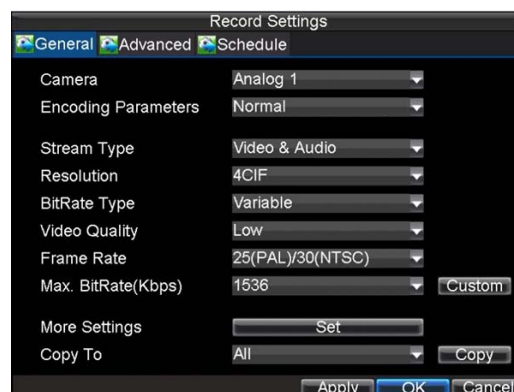 Record Settings
General Advanced Schedule
Camera Analog 1
Encoding Parameters Normal
Stream Type Video & Audio
Resolution 4CIF
BitRate Type Variable
Video Quality Low
Frame Rate 25(PAL)/30(NTSC)
Max. BitRate(Kbps) 1536 Custom
More Settings Set
Copy To All Copy
Apply OK Cancel